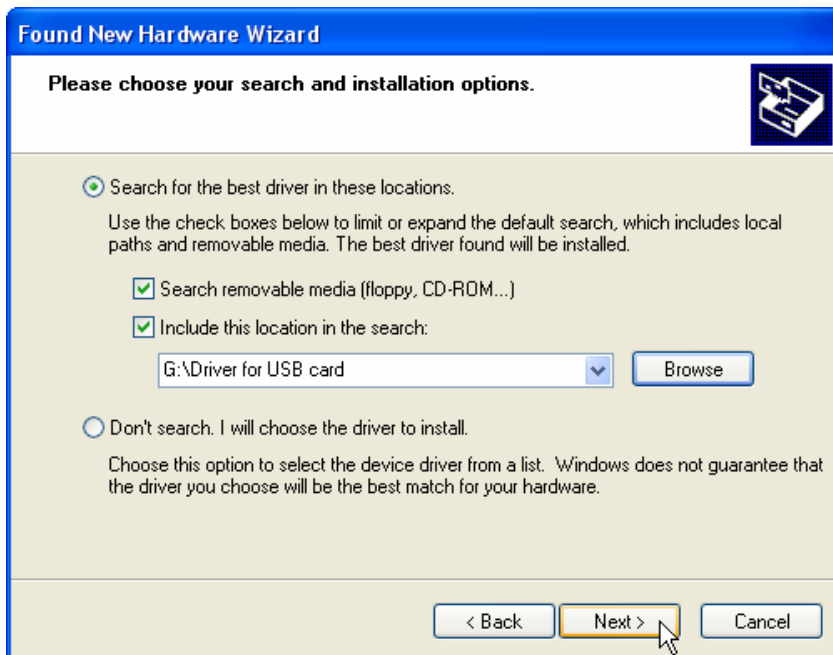 Found New Hardware Wizard
Please choose your search and installation options.
Search for the best driver in these locations.
Use the check boxes below to limit or expand the default search, which includes local
paths and removable media. The best driver found will be installed.
Search removable media (floppy, CD-ROM...)
Include this location in the search:
G:\Driver for USB card
Browse
Don't search. I will choose the driver to install.
Choose this option to select the device driver from a list. Windows does not guarantee that
the driver you choose will be the best match for your hardware.
< Back
Next >
Cancel